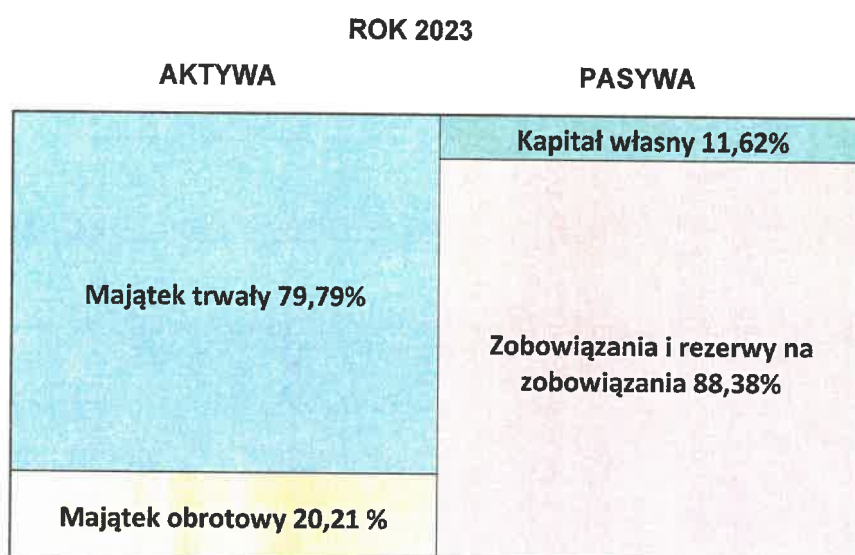 ROK 2023
AKTYWA
PASYWA
Kapitał własny 11,62%
Majątek trwały 79,79%
Zobowiązania i rezerwy na
zobowiązania 88,38%
Majątek obrotowy 20,21 %